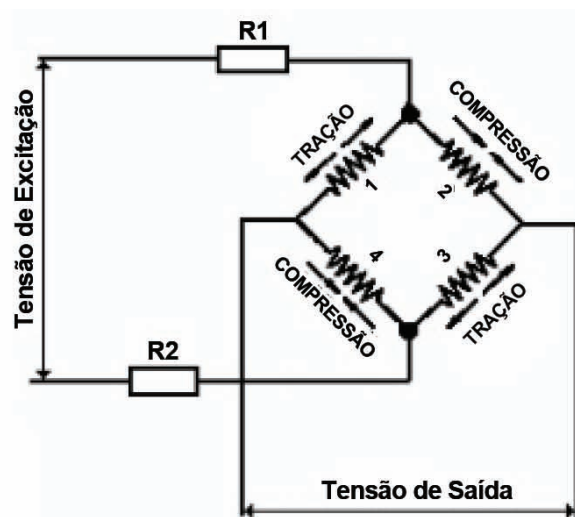 R1
Tensão de Excitação
TRAÇÃO
COMPRESSÃO
1
2
4
3
COMPRESSÃO
TRAÇÃO
R2
Tensão de Saída